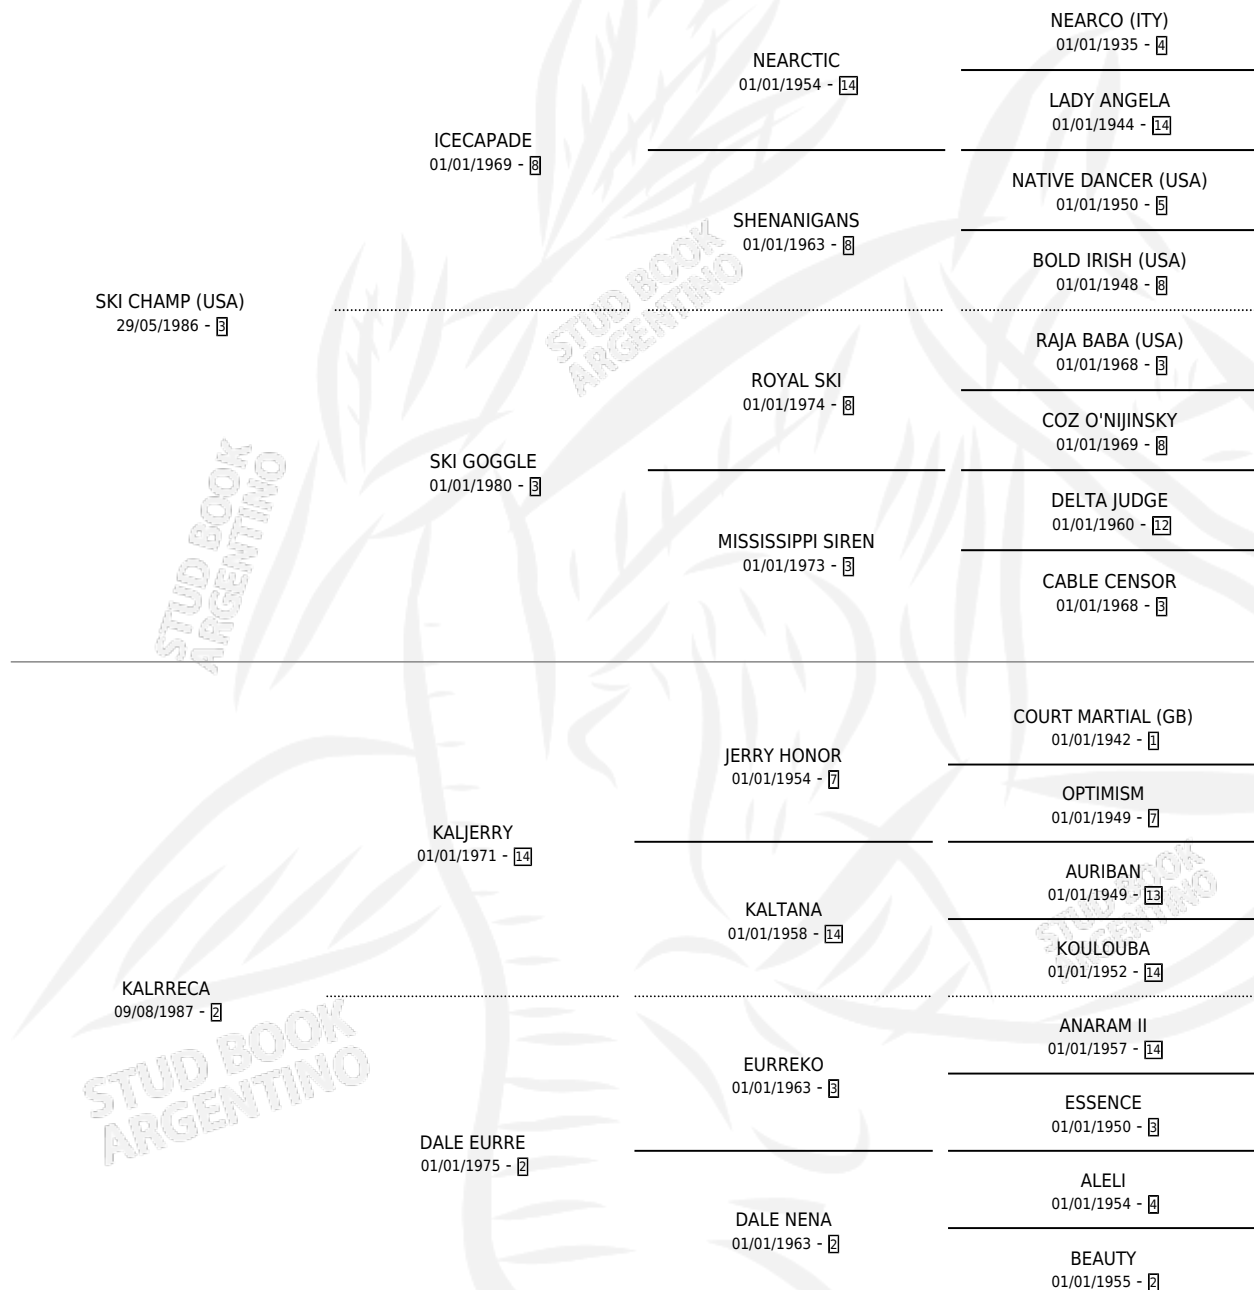 NEARCO (ITY)
01/01/1935 - 4
NEARCTIC
01/01/1954 - 14
LADY ANGELA
01/01/1944 - 14
ICECAPADE
01/01/1969 - 8
NATIVE DANCER (USA)
01/01/1950 - 5
SHENANIGANS
01/01/1963 - 8
BOLD IRISH (USA)
01/01/1948 - 8
SKI CHAMP (USA)
29/05/1986 - 3
RAJA BABA (USA)
01/01/1968 - 3
ROYAL SKI
01/01/1974 - 8
COZ O'NIJINSKY
01/01/1969 - 8
SKI GOGGLE
01/01/1980 - 3
DELTA JUDGE
01/01/1960 - 12
MISSISSIPPI SIREN
01/01/1973 - 3
CABLE CENSOR
01/01/1968 - 3
COURT MARTIAL (GB)
01/01/1942 - 1
JERRY HONOR
01/01/1954 - 7
OPTIMISM
01/01/1949 - 7
KALJERRY
01/01/1971 - 14
AURIBAN
01/01/1949 - 13
KALTANA
01/01/1958 - 14
KOULOUBA
01/01/1952 - 14
KALRRECA
09/08/1987 - 2
ANARAM II
01/01/1957 - 14
EURREKO
01/01/1963 - 3
ESSENCE
01/01/1950 - 3
DALE EURRE
01/01/1975 - 2
ALELI
01/01/1954 - 4
DALE NENA
01/01/1963 - 2
BEAUTY
01/01/1955 - 2
STUD BOOK
ARGENTINO
STUD BOOK
ARGENTINO
STUD BOOK
ARGENTINO
STUD BOOK
ARGENTINO